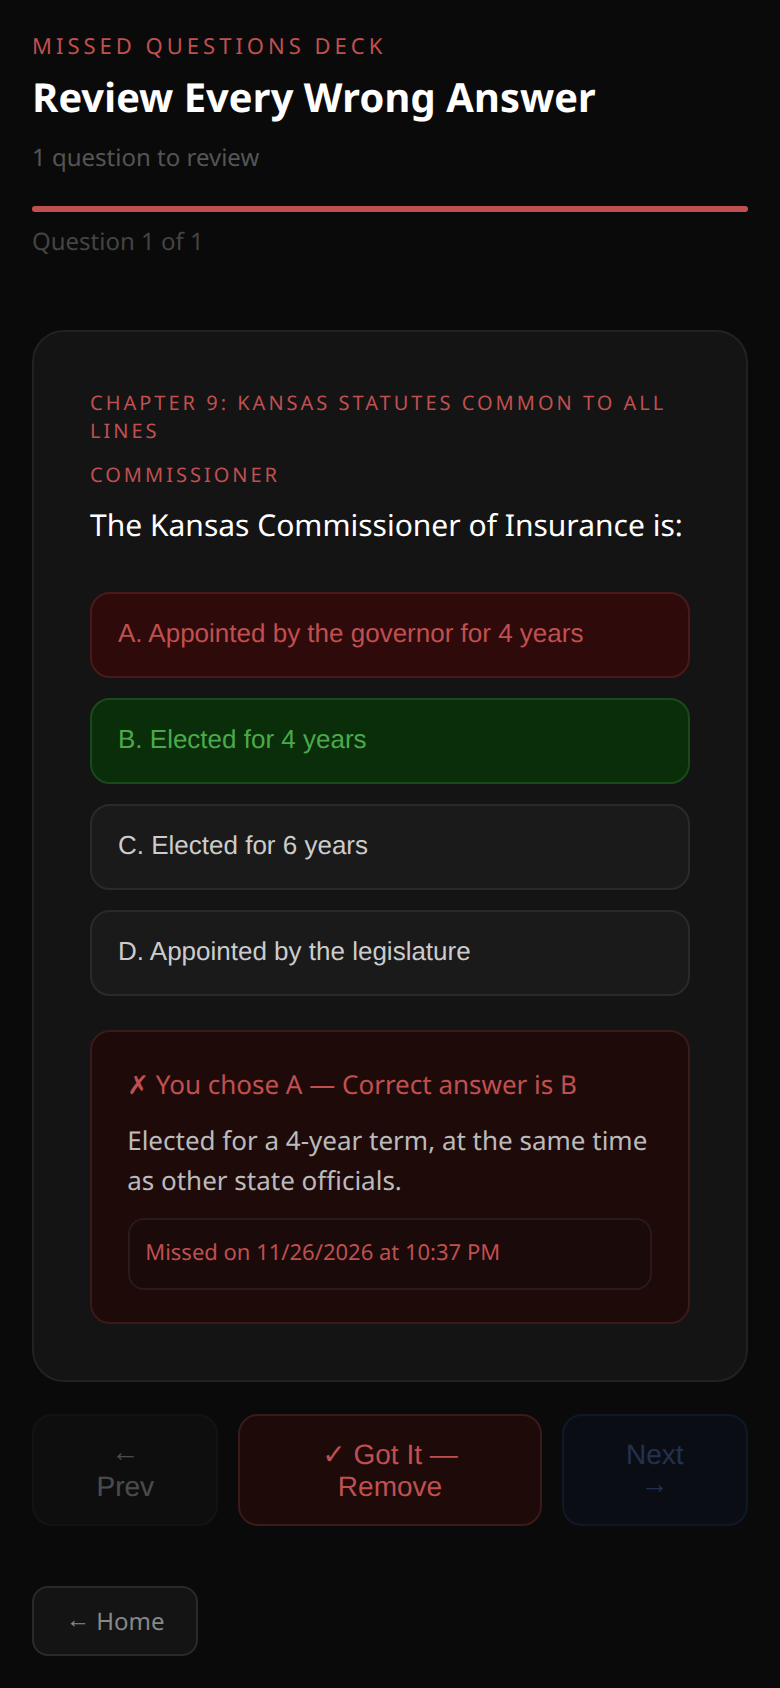 MISSED QUESTIONS DECK
Review Every Wrong Answer
1 question to review
Question 1 of 1
CHAPTER 9: KANSAS STATUTES COMMON TO ALL
LINES
COMMISSIONER
The Kansas Commissioner of Insurance is:
A. Appointed by the governor for 4 years
B. Elected for 4 years
C. Elected for 6 years
D. Appointed by the legislature
✗ You chose A — Correct answer is B
Elected for a 4-year term, at the same time
as other state officials.
Missed on 11/26/2026 at 10:37 PM
←
Prev
✓ Got It —
Remove
Next
→
← Home